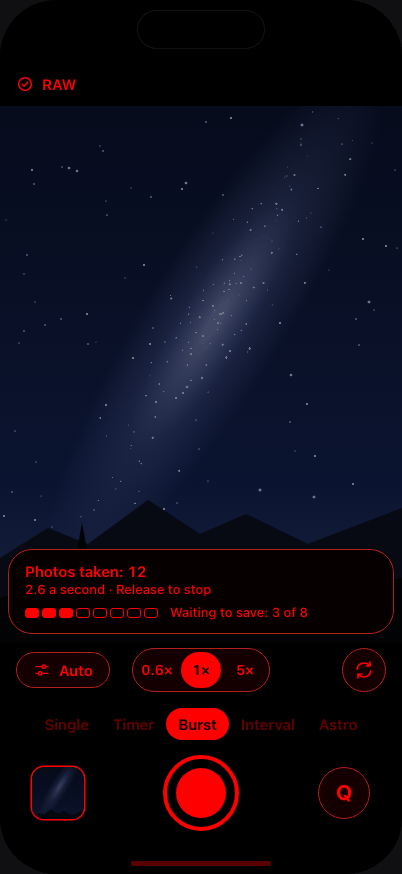 RAW
Photos taken: 12
2.6 a second · Release to stop
Waiting to save: 3 of 8
Auto
0.6× 1× 5×
Single Timer Burst Interval Astro
Q